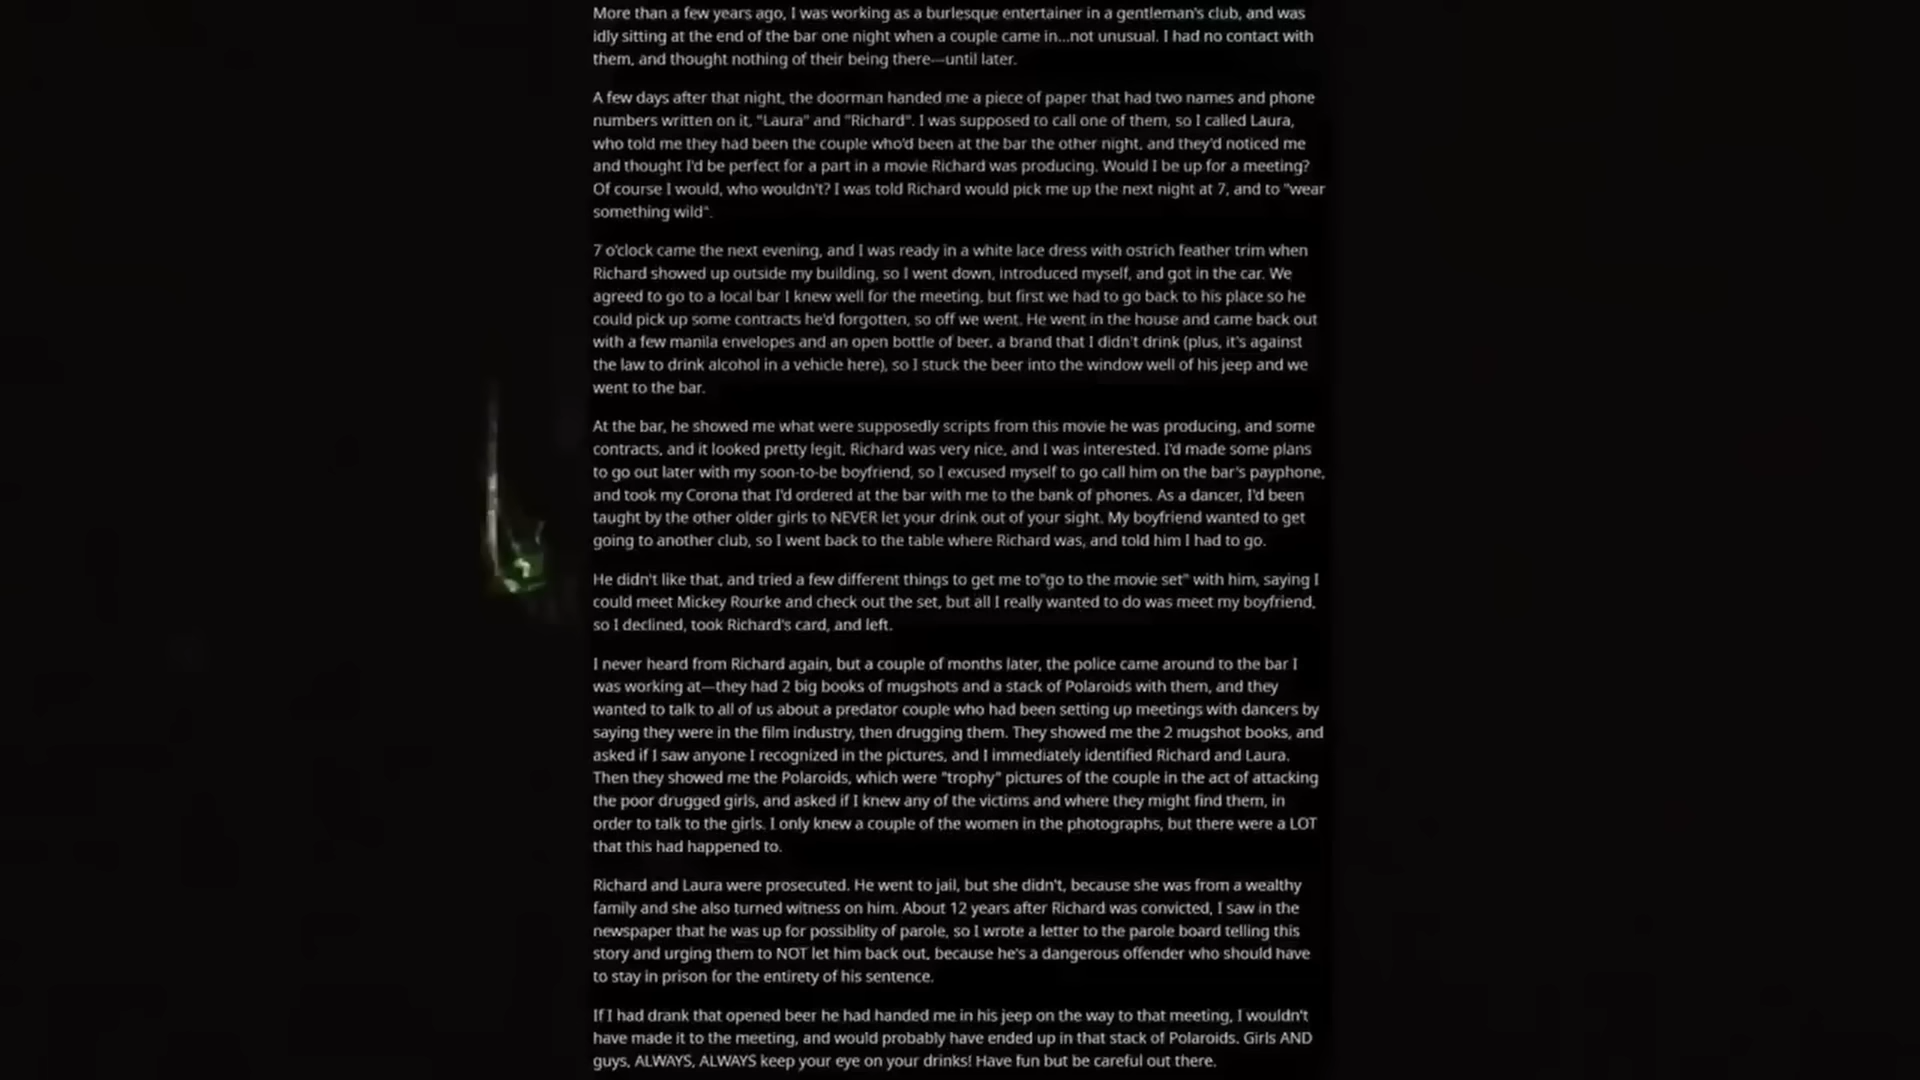 More than a few years ago, I was working as a burlesque entertainer in a gentleman's club, and was
idly sitting at the end of the bar one night when a couple came in...not unusual. I had no contact with
them, and thought nothing of their being there—until later.
A few days after that night, the doorman handed me a piece of paper that had two names and phone
numbers written on it, "Laura" and "Richard". I was supposed to call one of them, so I called Laura,
who told me they had been the couple who'd been at the bar the other night, and they'd noticed me
and thought I'd be perfect for a part in a movie Richard was producing. Would I be up for a meeting?
Of course I would, who wouldn't? I was told Richard would pick me up the next night at 7, and to "wear
something wild".
7 o'clock came the next evening, and I was ready in a white lace dress with ostrich feather trim when
Richard showed up outside my building, so I went down, introduced myself, and got in the car. We
agreed to go to a local bar I knew well for the meeting, but first we had to go back to his place so he
could pick up some contracts he'd forgotten, so off we went. He went in the house and came back out
with a few manila envelopes and an open bottle of beer, a brand that I didn't drink (plus, it's against
the law to drink alcohol in a vehicle here), so I stuck the beer into the window well of his jeep and we
went to the bar.
At the bar, he showed me what were supposedly scripts from this movie he was producing, and some
contracts, and it looked pretty legit, Richard was very nice, and I was interested. I'd made some plans
to go out later with my soon-to-be boyfriend, so I excused myself to go call him on the bar's payphone,
and took my Corona that I'd ordered at the bar with me to the bank of phones. As a dancer, I'd been
taught by the other older girls to NEVER let your drink out of your sight. My boyfriend wanted to get
going to another club, so I went back to the table where Richard was, and told him I had to go.
He didn't like that, and tried a few different things to get me to"go to the movie set" with him, saying I
could meet Mickey Rourke and check out the set, but all I really wanted to do was meet my boyfriend,
so I declined, took Richard's card, and left.
I never heard from Richard again, but a couple of months later, the police came around to the bar I
was working at—they had 2 big books of mugshots and a stack of Polaroids with them, and they
wanted to talk to all of us about a predator couple who had been setting up meetings with dancers by
saying they were in the film industry, then drugging them. They showed me the 2 mugshot books, and
asked if I saw anyone I recognized in the pictures, and I immediately identified Richard and Laura.
Then they showed me the Polaroids, which were "trophy" pictures of the couple in the act of attacking
the poor drugged girls, and asked if I knew any of the victims and where they might find them, in
order to talk to the girls. I only knew a couple of the women in the photographs, but there were a LOT
that this had happened to.
Richard and Laura were prosecuted. He went to jail, but she didn't, because she was from a wealthy
family and she also turned witness on him. About 12 years after Richard was convicted, I saw in the
newspaper that he was up for possiblity of parole, so I wrote a letter to the parole board telling this
story and urging them to NOT let him back out, because he's a dangerous offender who should have
to stay in prison for the entirety of his sentence.
If I had drank that opened beer he had handed me in his jeep on the way to that meeting, I wouldn't
have made it to the meeting, and would probably have ended up in that stack of Polaroids. Girls AND
guys, ALWAYS, ALWAYS keep your eye on your drinks! Have fun but be careful out there.